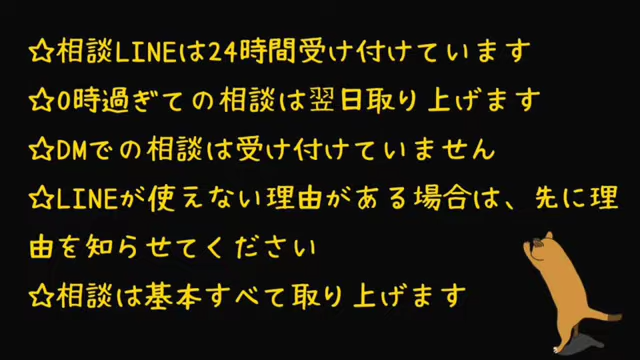 ☆相談LINEは24時間受け付けています
☆0時過ぎての相談は翌日取り上げます
☆DMでの相談は受け付けていません
☆LINEが使えない理由がある場合は、先に理
由を知らせてください
☆相談は基本すべて取り上げます